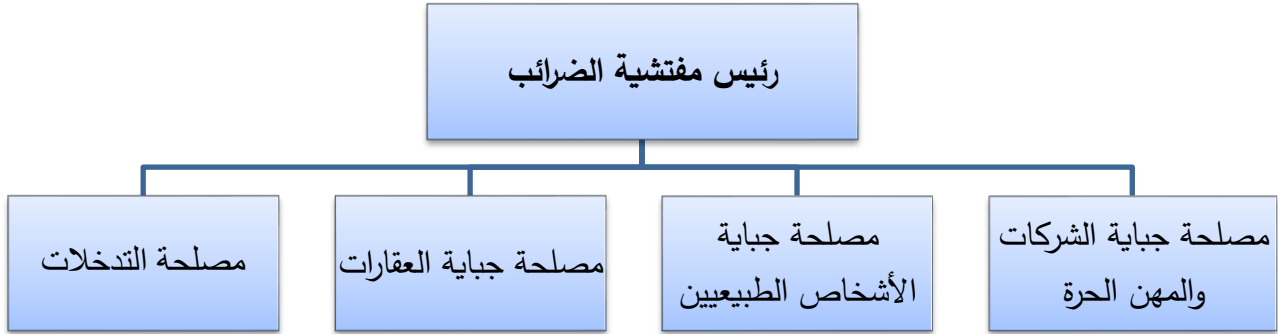 رئيس مفتشية الضرائب
مصلحة جباية الشركات
والمهن الحرة
مصلحة جباية
الأشخاص الطبيعيين
مصلحة جباية العقارات
مصلحة التدخلات